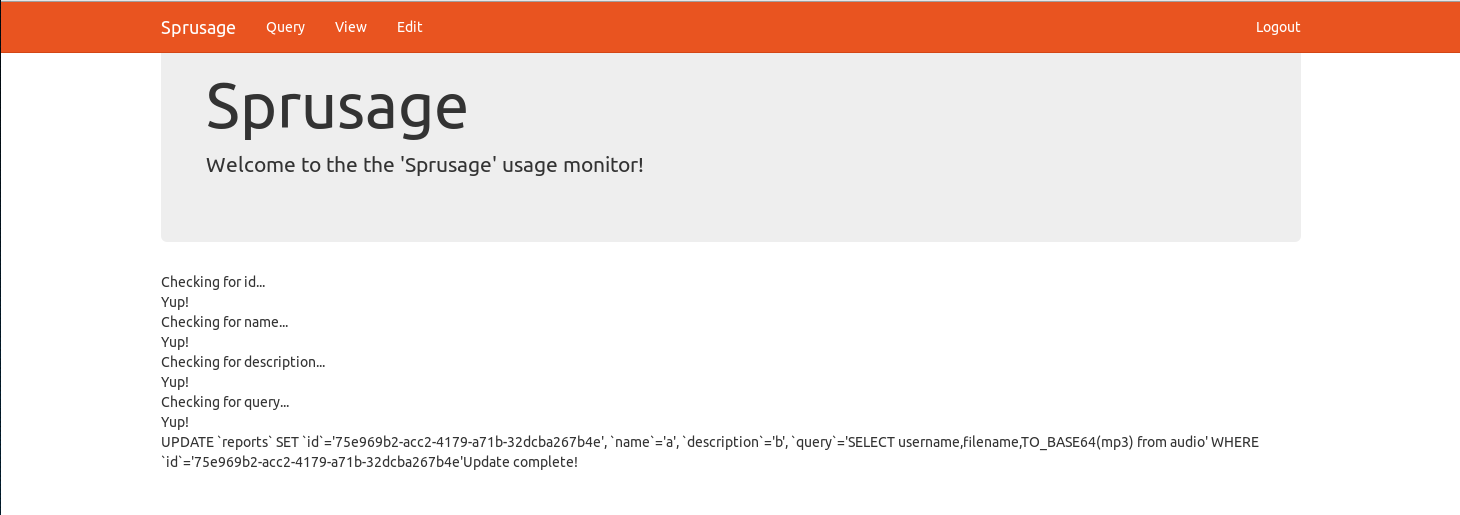 Sprusage Query View Edit Logout
Sprusage
Welcome to the the 'Sprusage' usage monitor!
Checking for id...
Yup!
Checking for name...
Yup!
Checking for description...
Yup!
Checking for query...
Yup!
UPDATE `reports` SET `id`='75e969b2-acc2-4179-a71b-32dcba267b4e', `name`='a', `description`='b', `query`='SELECT username,filename,TO_BASE64(mp3) from audio' WHERE
`id`='75e969b2-acc2-4179-a71b-32dcba267b4e'Update complete!